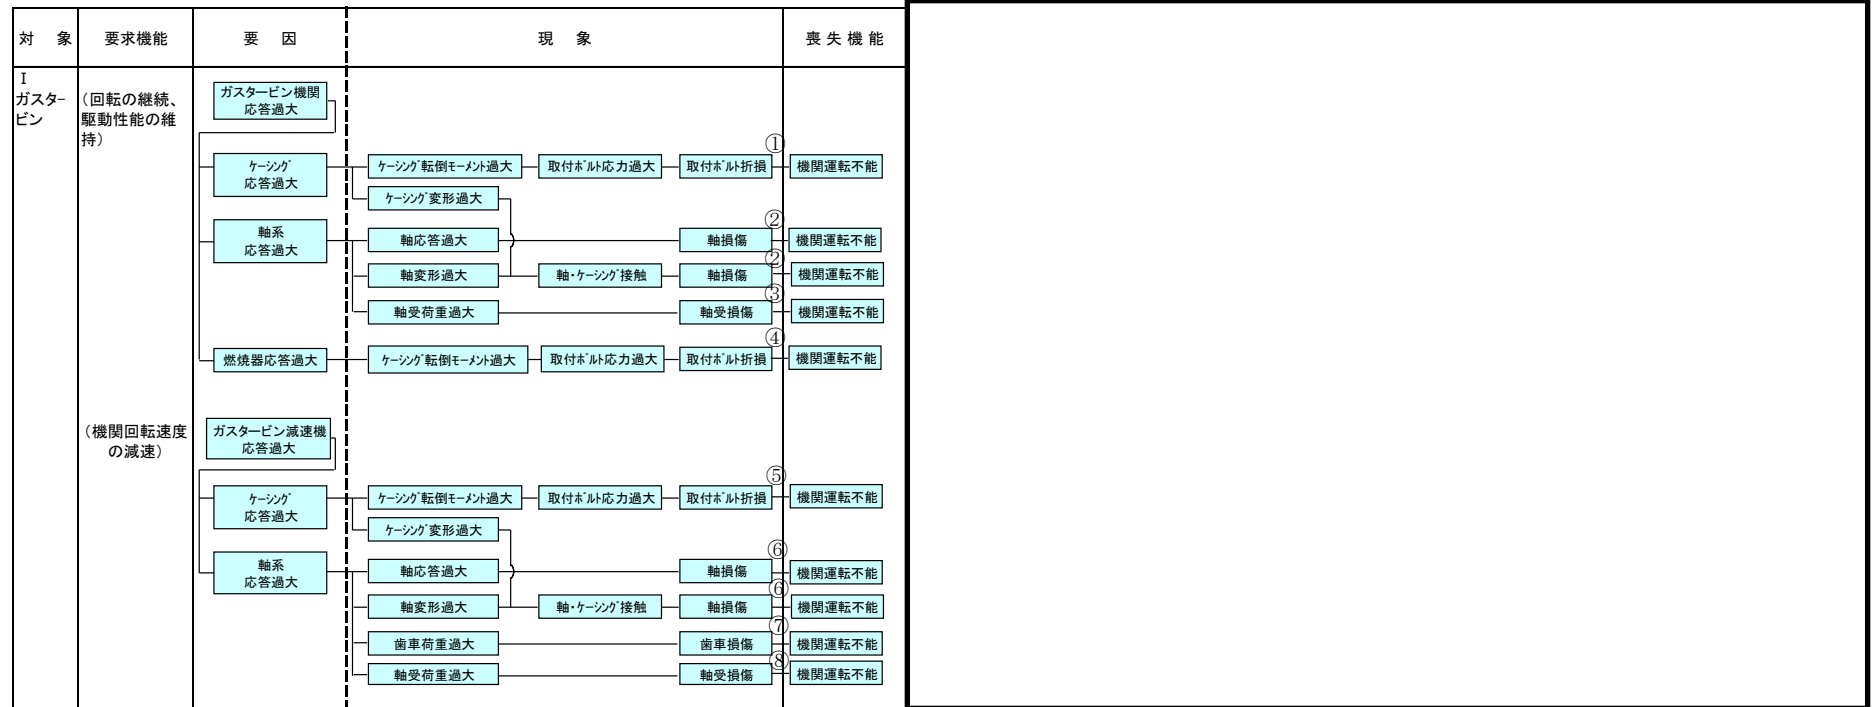 対　象　要求機能　要　因　現　象　喪失機能
Ⅰ
ガスタービン
（回転の継続、
駆動性能の維
持）
ガスタービン機関
応答過大
①
ｹｰｼﾝｸﾞ
応答過大
ｹｰｼﾝｸﾞ転倒ﾓｰﾒﾝﾄ過大　取付ﾎﾞﾙﾄ応力過大　取付ﾎﾞﾙﾄ折損　機関運転不能
ｹｰｼﾝｸﾞ変形過大
②
軸系
応答過大
軸応答過大　軸損傷　機関運転不能
②
軸変形過大　軸・ｹｰｼﾝｸﾞ接触　軸損傷　機関運転不能
③
軸受荷重過大　軸受損傷　機関運転不能
④
燃焼器応答過大　ｹｰｼﾝｸﾞ転倒ﾓｰﾒﾝﾄ過大　取付ﾎﾞﾙﾄ応力過大　取付ﾎﾞﾙﾄ折損　機関運転不能
（機関回転速度
の減速）
ガスタービン減速機
応答過大
⑤
ｹｰｼﾝｸﾞ
応答過大
ｹｰｼﾝｸﾞ転倒ﾓｰﾒﾝﾄ過大　取付ﾎﾞﾙﾄ応力過大　取付ﾎﾞﾙﾄ折損　機関運転不能
ｹｰｼﾝｸﾞ変形過大
⑥
軸系
応答過大
軸応答過大　軸損傷　機関運転不能
⑥
軸変形過大　軸・ｹｰｼﾝｸﾞ接触　軸損傷　機関運転不能
⑦
歯車荷重過大　歯車損傷　機関運転不能
⑧
軸受荷重過大　軸受損傷　機関運転不能